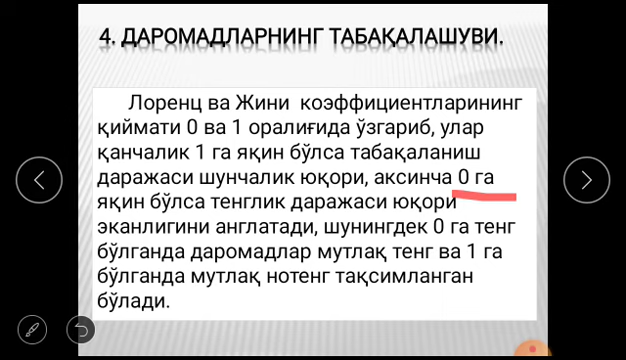 4. ДАРОМАДЛАРНИНГ ТАБАҚАЛАШУВИ.
Лоренц ва Жини коэффициентларининг
қиймати 0 ва 1 оралиғида ўзгариб, улар
қанчалик 1 га яқин бўлса табақаланиш
даражаси шунчалик юқори, аксинча 0 га
яқин бўлса тенглик даражаси юқори
эканлигини англатади, шунингдек 0 га тенг
бўлганда даромадлар мутлақ тенг ва 1 га
бўлганда мутлақ нотенг тақсимланган
бўлади.